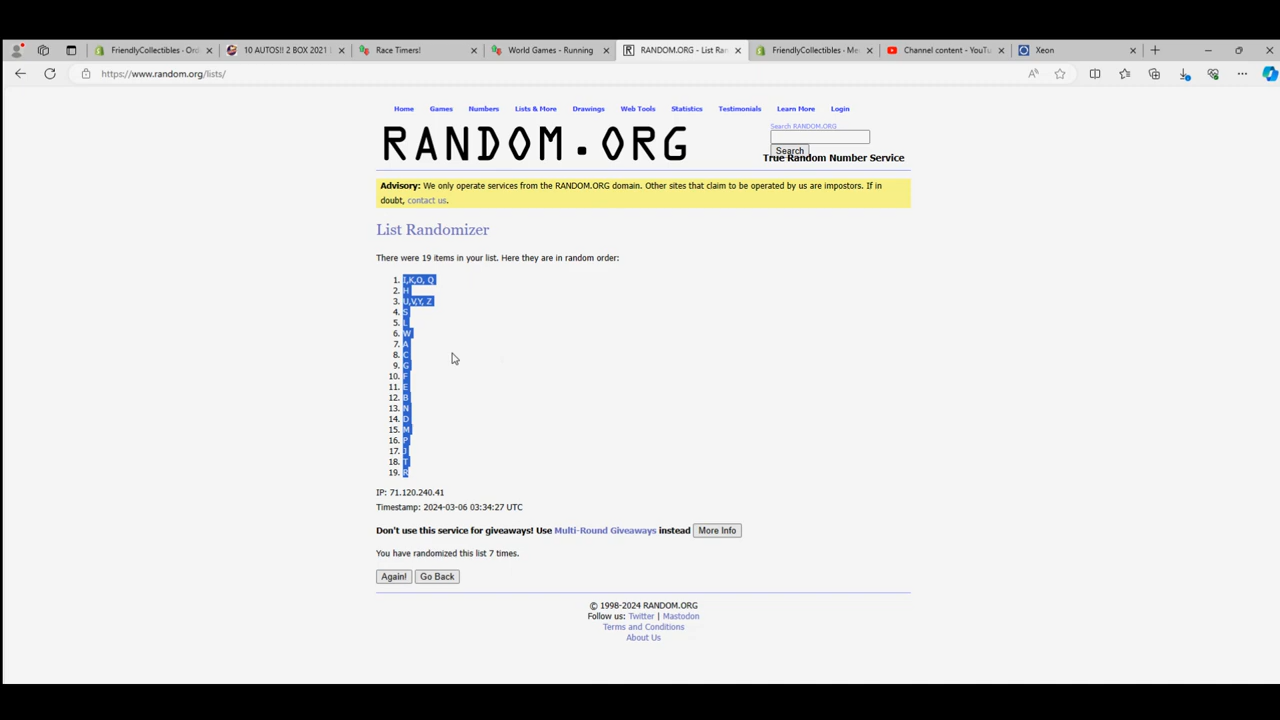 FriendlyCollectibles - Ord
10 AUTOS!! 2 BOX 2021
Race Timers!
World Games - Running
RANDOM.ORG - List Ran
FriendlyCollectibles - Me
Channel content - YouTu
Xeon
https://www.random.org/lists/
Home Games Numbers Lists & More Drawings Web Tools Statistics Testimonials Learn More Login
Search RANDOM.ORG
RANDOM.ORG
Search
True Random Number Service
Advisory: We only operate services from the RANDOM.ORG domain. Other sites that claim to be operated by us are impostors. If in
doubt, contact us.
List Randomizer
There were 19 items in your list. Here they are in random order:
1. I,K,O, Q
2. H
3. U,V,Y, Z
4. S
5. L
6. W
7. A
8. C
9. G
10. F
11. E
12. B
13. N
14. D
15. M
16. P
17. J
18. T
19. R
IP: 71.120.240.41
Timestamp: 2024-03-06 03:34:27 UTC
Don't use this service for giveaways! Use Multi-Round Giveaways instead More Info
You have randomized this list 7 times.
Again! Go Back
© 1998-2024 RANDOM.ORG
Follow us: Twitter | Mastodon
Terms and Conditions
About Us